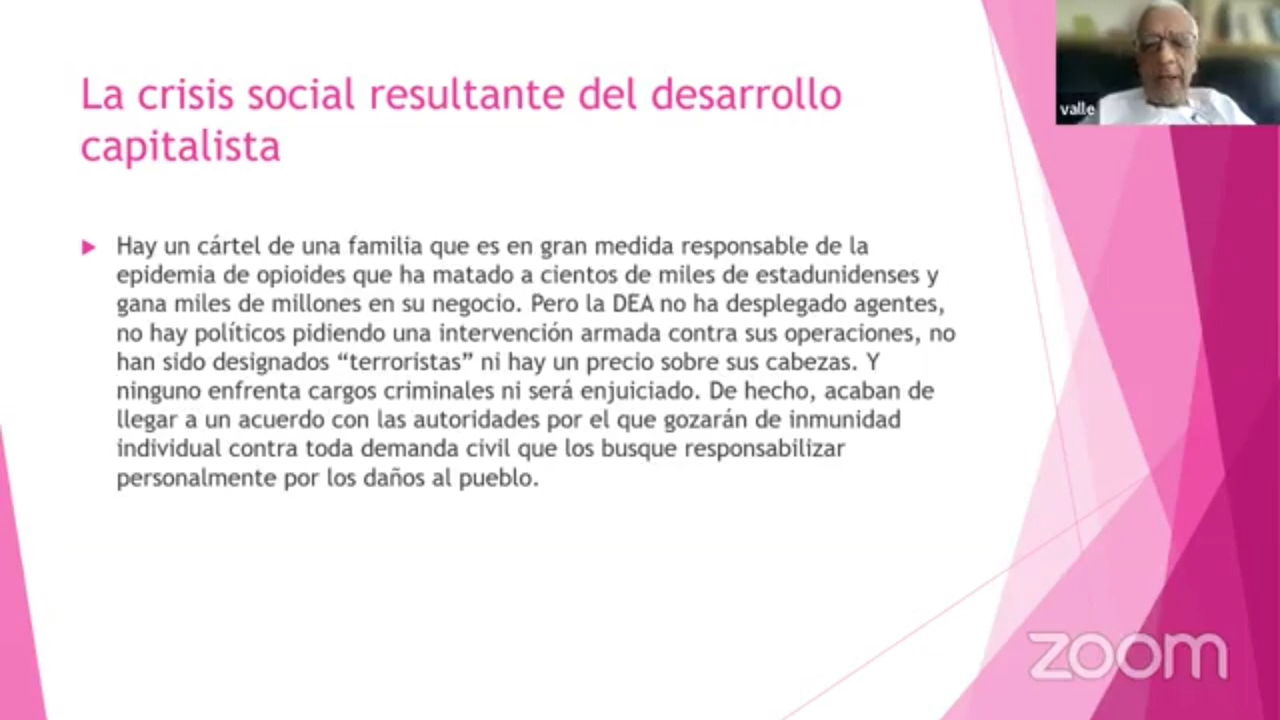 La crisis social resultante del desarrollo
capitalista
Hay un cártel de una familia que es en gran medida responsable de la
epidemia de opioides que ha matado a cientos de miles de estadunidenses y
gana miles de millones en su negocio. Pero la DEA no ha desplegado agentes,
no hay políticos pidiendo una intervención armada contra sus operaciones, no
han sido designados “terroristas” ni hay un precio sobre sus cabezas. Y
ninguno enfrenta cargos criminales ni será enjuiciado. De hecho, acaban de
llegar a un acuerdo con las autoridades por el que gozarán de inmunidad
individual contra toda demanda civil que los busque responsabilizar
personalmente por los daños al pueblo.
valle
zoom